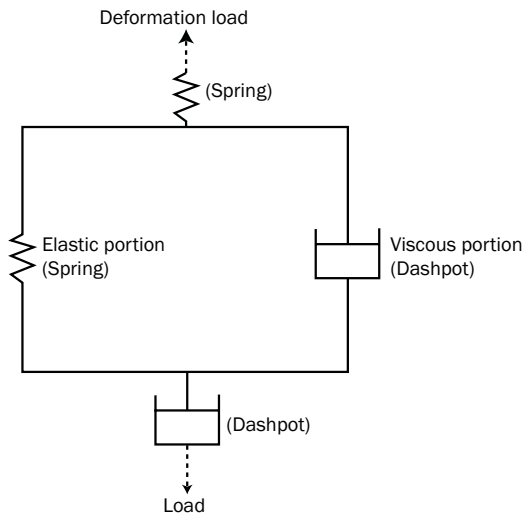 Deformation load
(Spring)
Elastic portion
(Spring)
Viscous portion
(Dashpot)
(Dashpot)
Load